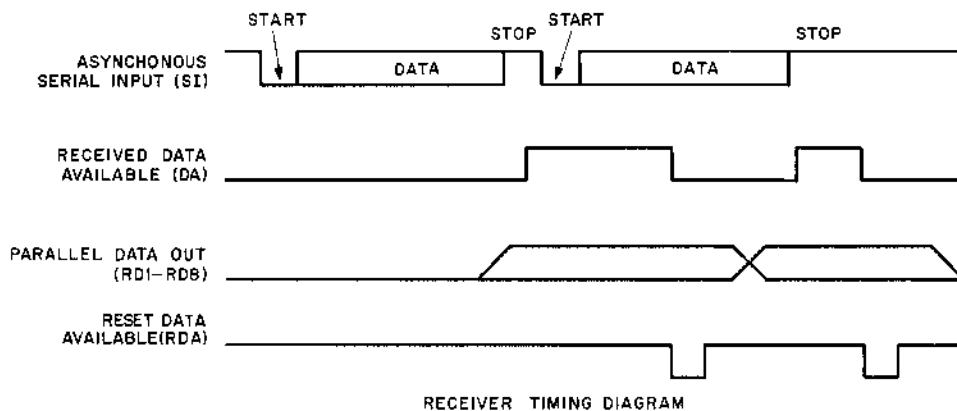 START
START
STOP
STOP
ASYNCHONOUS
SERIAL INPUT (SI)
DATA
DATA
RECEIVED DATA
AVAILABLE (DA)
PARALLEL DATA OUT
(RD1-RD8)
RESET DATA
AVAILABLE(RDA)
RECEIVER TIMING DIAGRAM